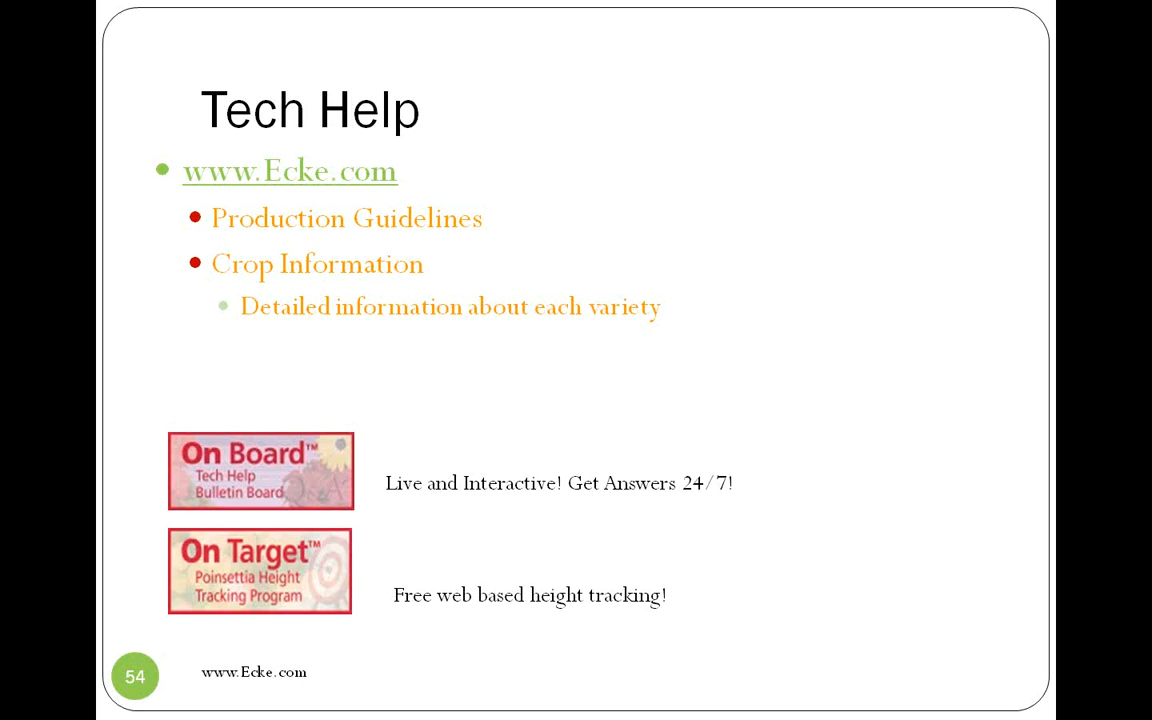 Tech Help
www.Ecke.com
Production Guidelines
Crop Information
Detailed information about each variety
On Board™
Tech Help
Bulletin Board
Live and Interactive! Get Answers 24/7!
On Target™
Poinsettia Height
Tracking Program
Free web based height tracking!
54
www.Ecke.com